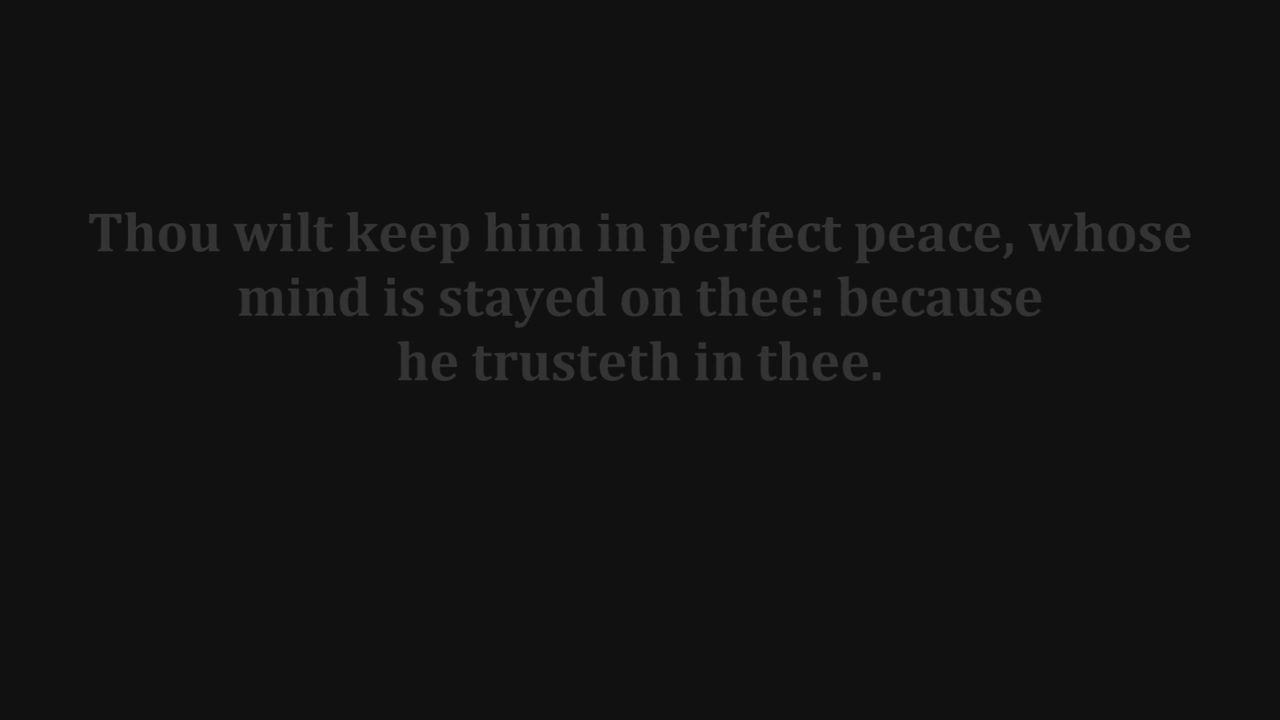 Thou wilt keep him in perfect peace, whose
mind is stayed on thee: because
he trusteth in thee.